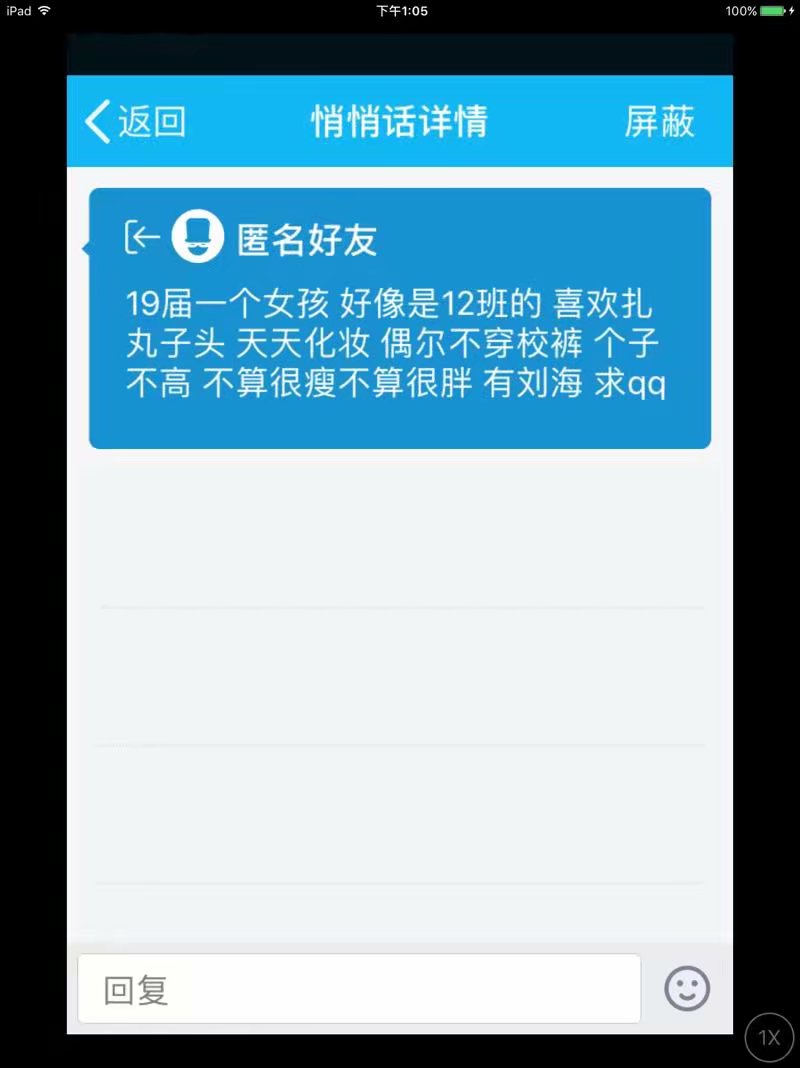 iPad 下午1:05 100%
返回 悄悄话详情 屏蔽
匿名好友
19届一个女孩 好像是12班的 喜欢扎
丸子头 天天化妆 偶尔不穿校裤 个子
不高 不算很瘦不算很胖 有刘海 求qq
回复
1X